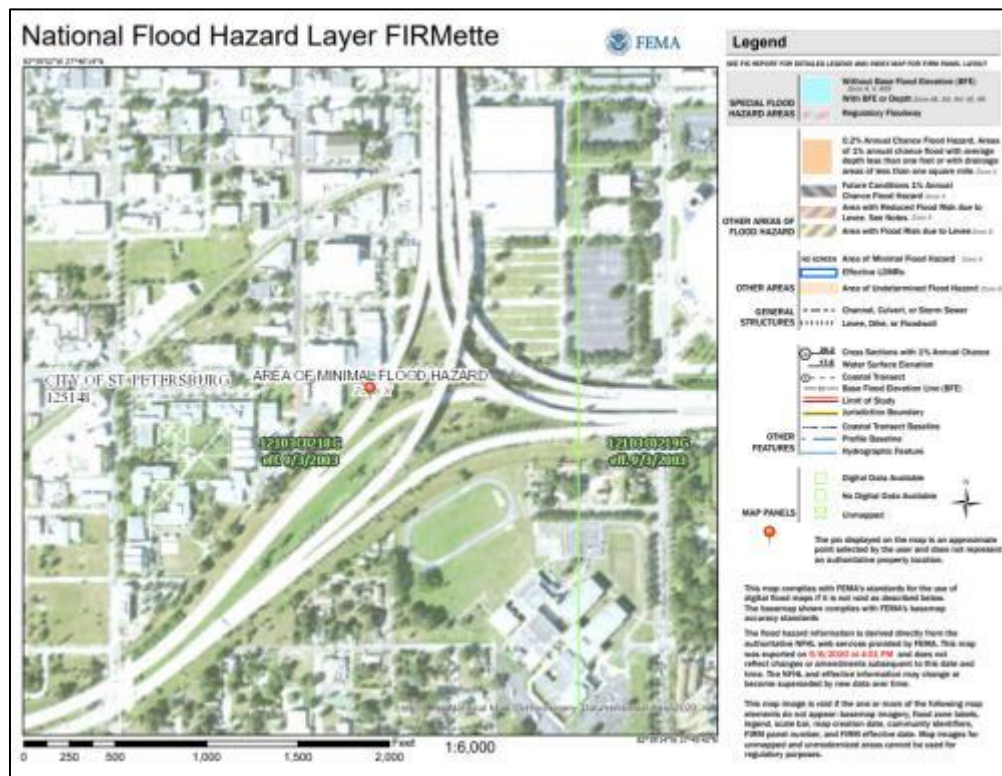 National Flood Hazard Layer FIRMette
FEMA
Legend
SEE FIS REPORT FOR DETAILED LEGEND AND INDEX MAP FOR FIRM PANEL LAYOUT
SPECIAL FLOOD
HAZARD AREAS
Without Base Flood Elevation (BFE)
With BFE or Depth
Regulatory Floodway
OTHER AREAS OF
FLOOD HAZARD
0.2% Annual Chance Flood Hazard, Areas
of 1% annual chance flood with average
depth less than one foot or with drainage
areas of less than one square mile
Future Conditions 1% Annual
Chance Flood Hazard
Area with Reduced Flood Risk due to
Levee. See Notes.
Area with Flood Risk due to Levee
OTHER AREAS
NO SCREEN Area of Minimal Flood Hazard
Effective LOMRs
Area of Undetermined Flood Hazard
GENERAL
STRUCTURES
Channel, Culvert, or Storm Sewer
Levee, Dike, or Floodwall
OTHER
FEATURES
Cross Sections with 1% Annual Chance
Water Surface Elevation
Coastal Transect
Base Flood Elevation Line (BFE)
Limit of Study
Jurisdiction Boundary
Coastal Transect Baseline
Profile Baseline
Hydrographic Feature
MAP PANELS
Digital Data Available
No Digital Data Available
Unmapped
The pin displayed on the map is an approximate
point selected by the user and does not represent
an authoritative property location.
This map complies with FEMA's standards for the use of
digital flood maps if it is not void as described below.
The basemap shown complies with FEMA's basemap
accuracy standards
The flood hazard information is derived directly from the
authoritative NFHL web services provided by FEMA. This map
was exported on
and does not
reflect changes or amendments subsequent to this date and
time. The NFHL and effective information may change or
become superseded by new data over time.
This map image is void if the one or more of the following map
elements do not appear: basemap imagery, flood zone labels,
legend, scale bar, map creation date, community identifiers,
FIRM panel number, and FIRM effective date. Map images for
unmapped and unmodernized areas cannot be used for
regulatory purposes.
CITY OF ST. PETERSBURG
125148
AREA OF MINIMAL FLOOD HAZARD
12103C0218G
eff. 9/3/2003
12103C0219G
eff. 9/3/2003
0 250 500 1,000 1,500 2,000
Feet
1:6,000